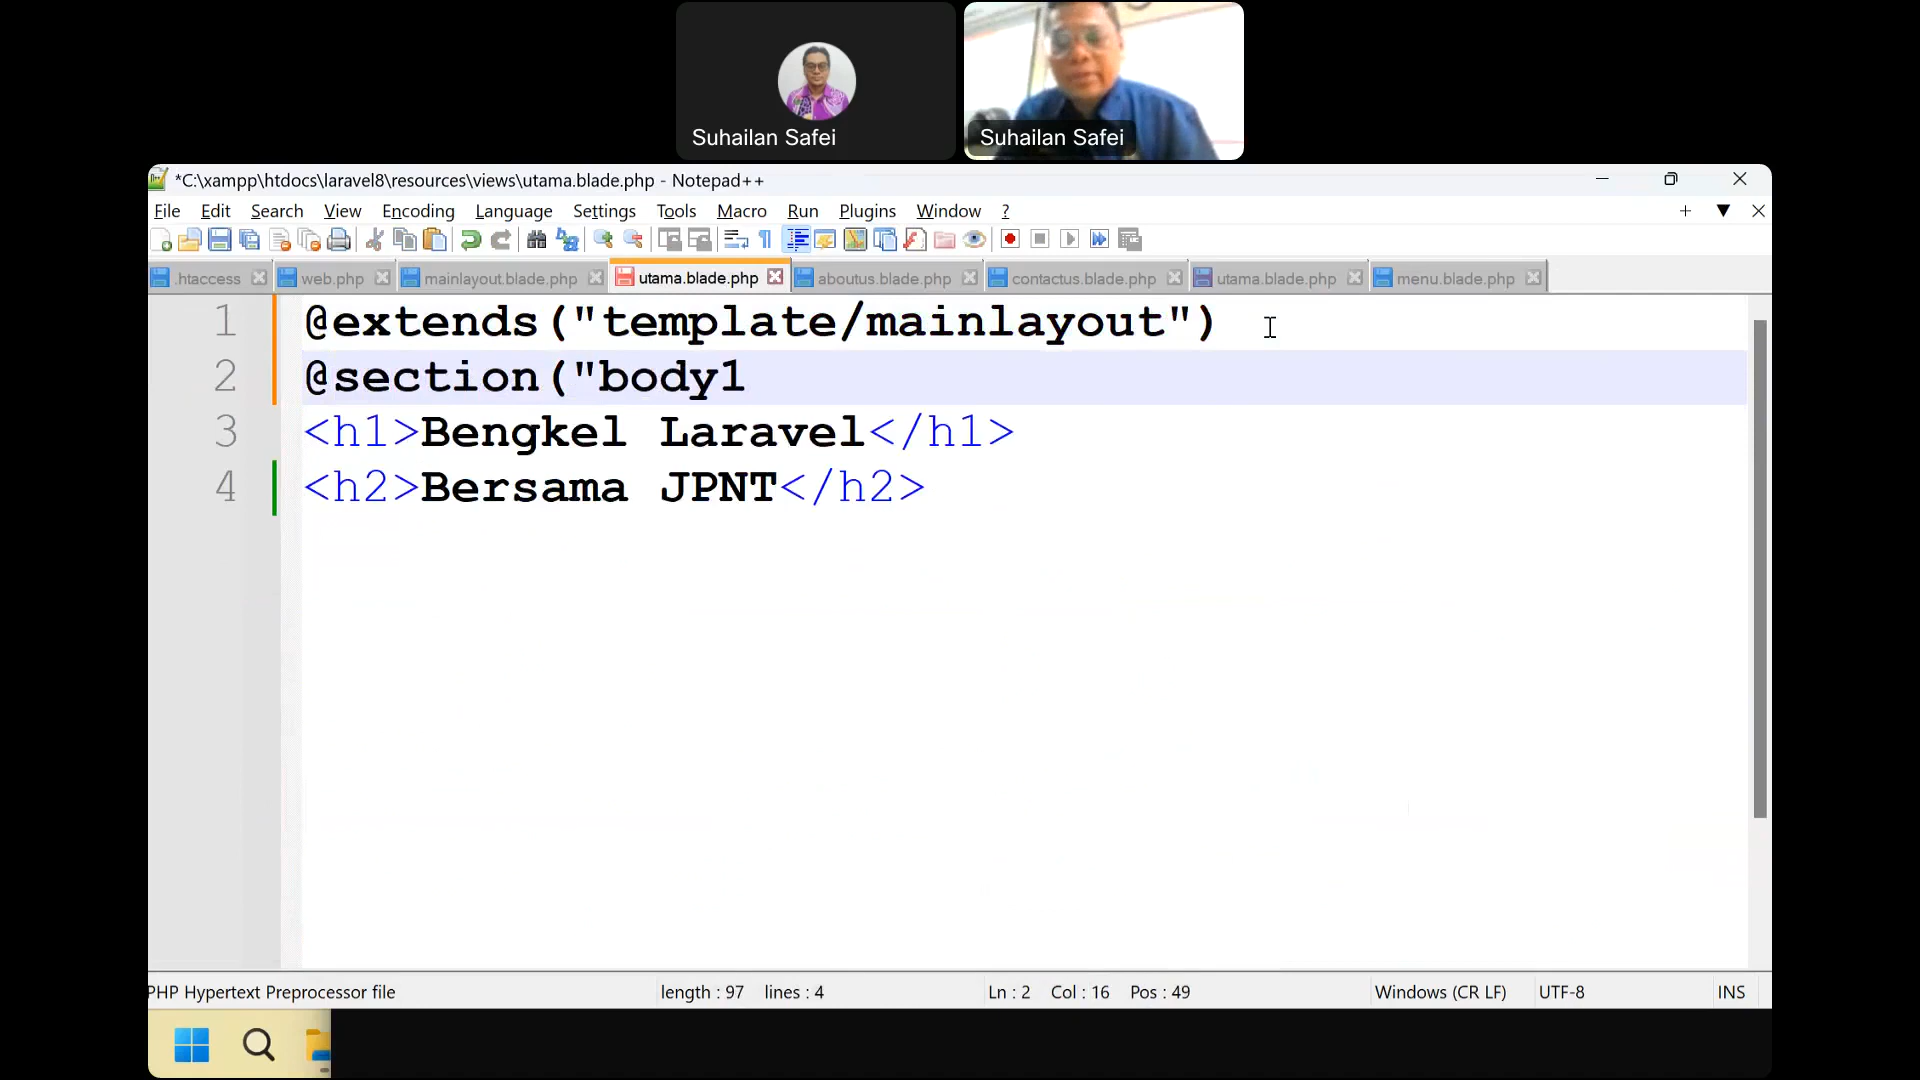 Suhailan Safei
Suhailan Safei
*C:\xampp\htdocs\laravel8\resources\views\utama.blade.php - Notepad++
File Edit Search View Encoding Language Settings Tools Macro Run Plugins Window ?
.htaccess web.php mainlayout.blade.php utama.blade.php aboutus.blade.php contactus.blade.php utama.blade.php menu.blade.php
1 @extends("template/mainlayout")
2 @section("body1
3 <h1>Bengkel Laravel</h1>
4 <h2>Bersama JPNT</h2>
PHP Hypertext Preprocessor file length : 97 lines : 4 Ln : 2 Col : 16 Pos : 49 Windows (CR LF) UTF-8 INS